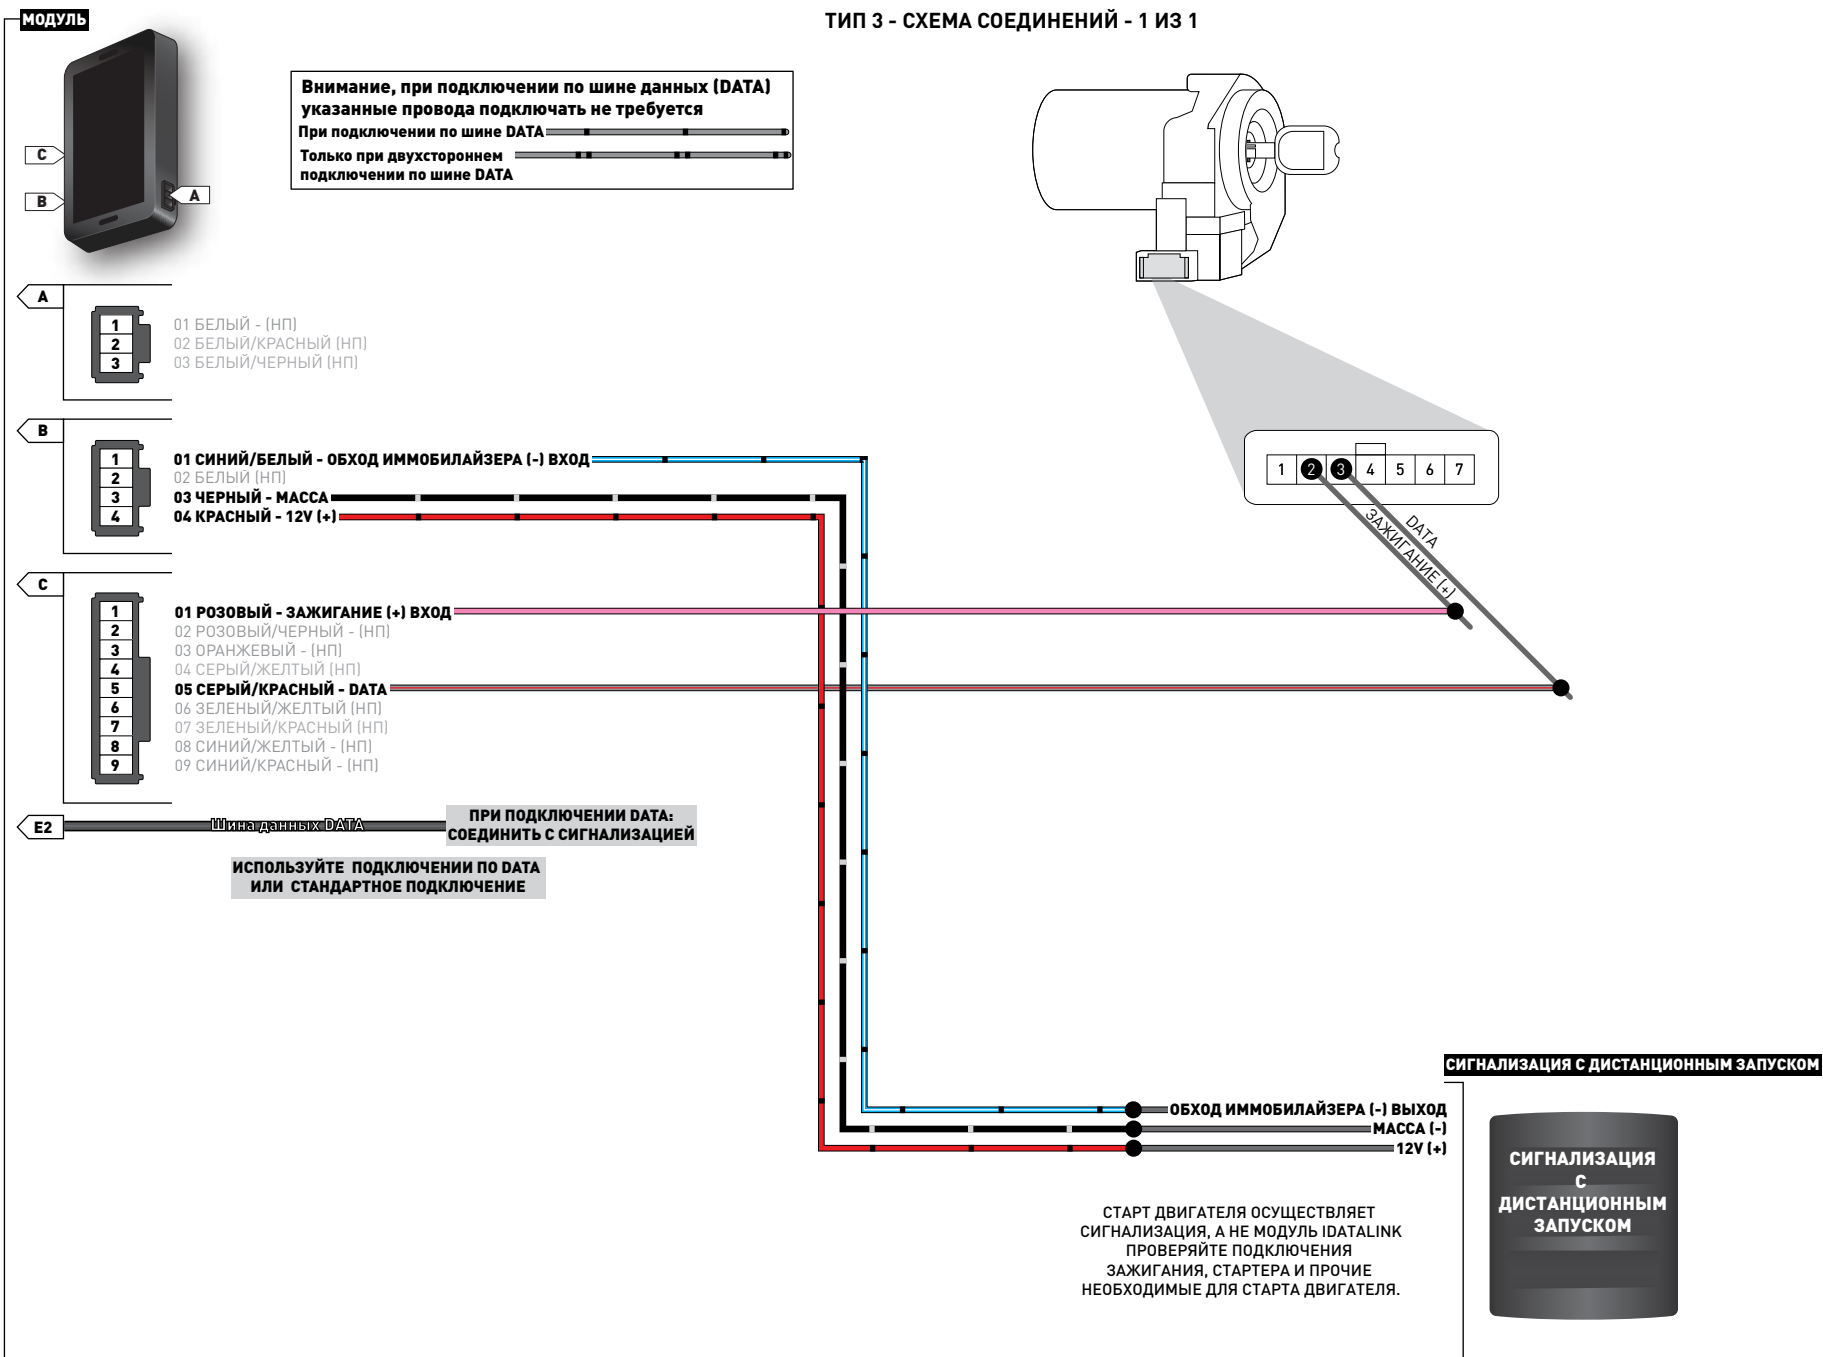 МОДУЛЬ
ТИП 3 - СХЕМА СОЕДИНЕНИЙ - 1 ИЗ 1
Внимание, при подключении по шине данных (DATA)
указанные провода подключать не требуется
При подключении по шине DATA
Только при двухстороннем
подключении по шине DATA
C
B
A
A
1
2
3
01 БЕЛЫЙ - (НП)
02 БЕЛЫЙ/КРАСНЫЙ (НП)
03 БЕЛЫЙ/ЧЕРНЫЙ (НП)
B
1
2
3
4
01 СИНИЙ/БЕЛЫЙ - ОБХОД ИММОБИЛАЙЗЕРА (-) ВХОД
02 БЕЛЫЙ (НП)
03 ЧЕРНЫЙ - МАССА
04 КРАСНЫЙ - 12V (+)
1 2 3 4 5 6 7
ЗАЖИГАНИЕ (+)
DATA
C
1
2
3
4
5
6
7
8
9
01 РОЗОВЫЙ - ЗАЖИГАНИЕ (+) ВХОД
02 РОЗОВЫЙ/ЧЕРНЫЙ - (НП)
03 ОРАНЖЕВЫЙ - (НП)
04 СЕРЫЙ/ЖЕЛТЫЙ (НП)
05 СЕРЫЙ/КРАСНЫЙ - DATA
06 ЗЕЛЕНЫЙ/ЖЕЛТЫЙ (НП)
07 ЗЕЛЕНЫЙ/КРАСНЫЙ (НП)
08 СИНИЙ/ЖЕЛТЫЙ - (НП)
09 СИНИЙ/КРАСНЫЙ - (НП)
E2
Шина данных DATA
ПРИ ПОДКЛЮЧЕНИИ DATA:
СОЕДИНИТЬ С СИГНАЛИЗАЦИЕЙ
ИСПОЛЬЗУЙТЕ ПОДКЛЮЧЕНИИ ПО DATA
ИЛИ СТАНДАРТНОЕ ПОДКЛЮЧЕНИЕ
СИГНАЛИЗАЦИЯ С ДИСТАНЦИОННЫМ ЗАПУСКОМ
ОБХОД ИММОБИЛАЙЗЕРА (-) ВЫХОД
МАССА (-)
12V (+)
СИГНАЛИЗАЦИЯ
С
ДИСТАНЦИОННЫМ
ЗАПУСКОМ
СТАРТ ДВИГАТЕЛЯ ОСУЩЕСТВЛЯЕТ
СИГНАЛИЗАЦИЯ, А НЕ МОДУЛЬ IDATALINK
ПРОВЕРЯЙТЕ ПОДКЛЮЧЕНИЯ
ЗАЖИГАНИЯ, СТАРТЕРА И ПРОЧИЕ
НЕОБХОДИМЫЕ ДЛЯ СТАРТА ДВИГАТЕЛЯ.